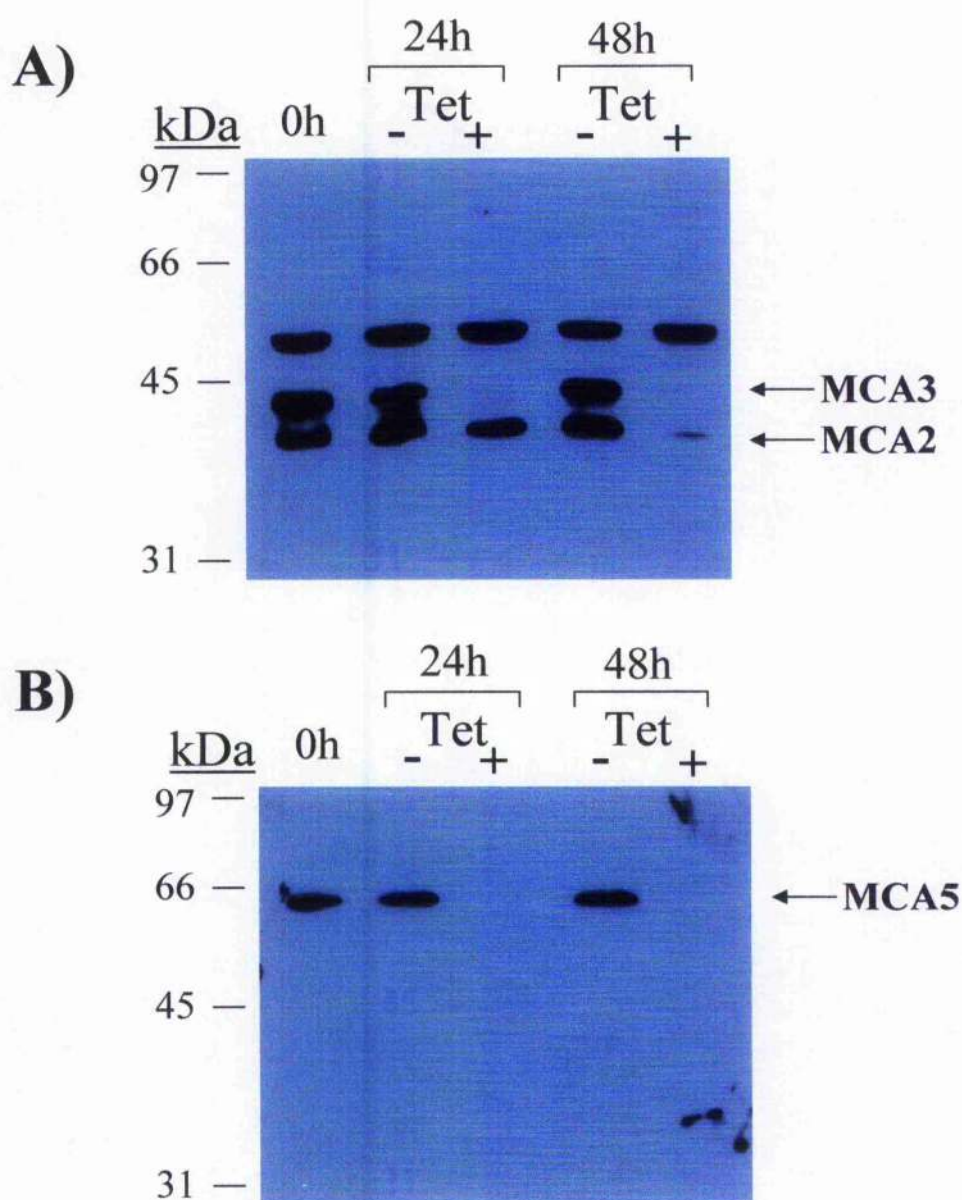 A)
24h 48h
Tet Tet
kDa 0h - + - +
97
66
45
MCA3
MCA2
31
B)
24h 48h
Tet Tet
kDa 0h - + - +
97
66
MCA5
45
31